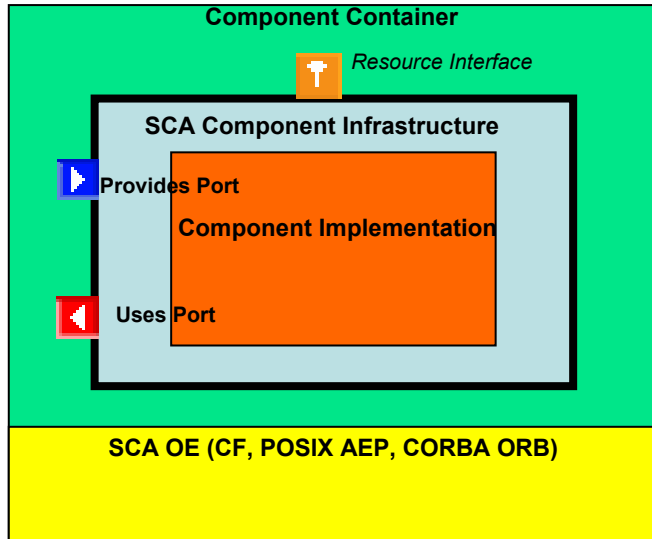 Component Container
Resource Interface
SCA Component Infrastructure
Provides Port
Component Implementation
Uses Port
SCA OE (CF, POSIX AEP, CORBA ORB)